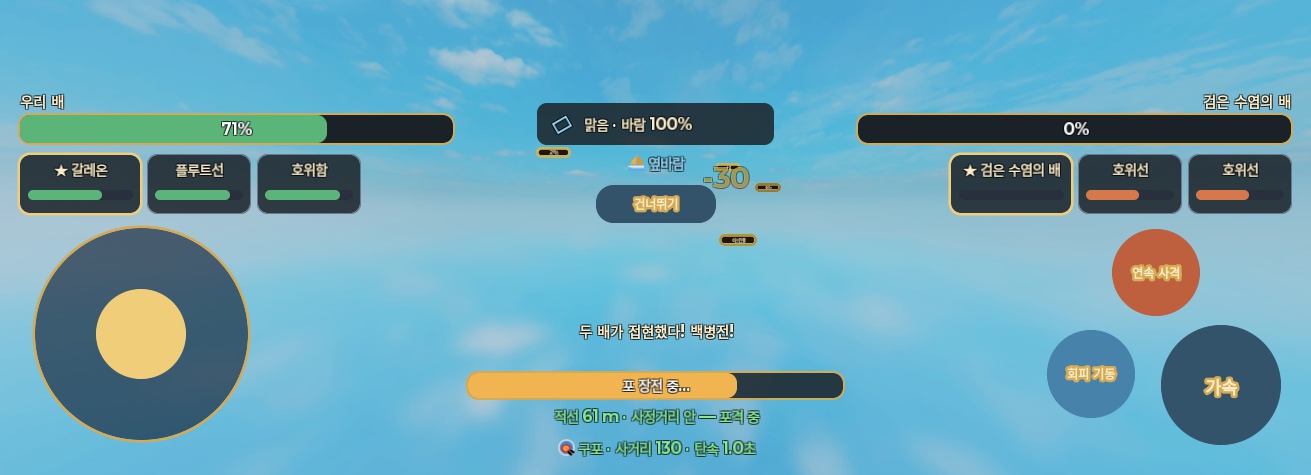 우리 배
검은 수염의 배
71%
맑음 · 바람 100%
0%
★ 갈레온
플루트선
호위함
옆바람
-30
★ 검은 수염의 배
호위선
호위선
건너뛰기
연속 사격
두 배가 접현했다! 백병전!
회피 기동
가속
포 장전 중...
적선 61 m · 사정거리 안 — 포격 중
구포 · 사거리 130 · 탄속 1.0초